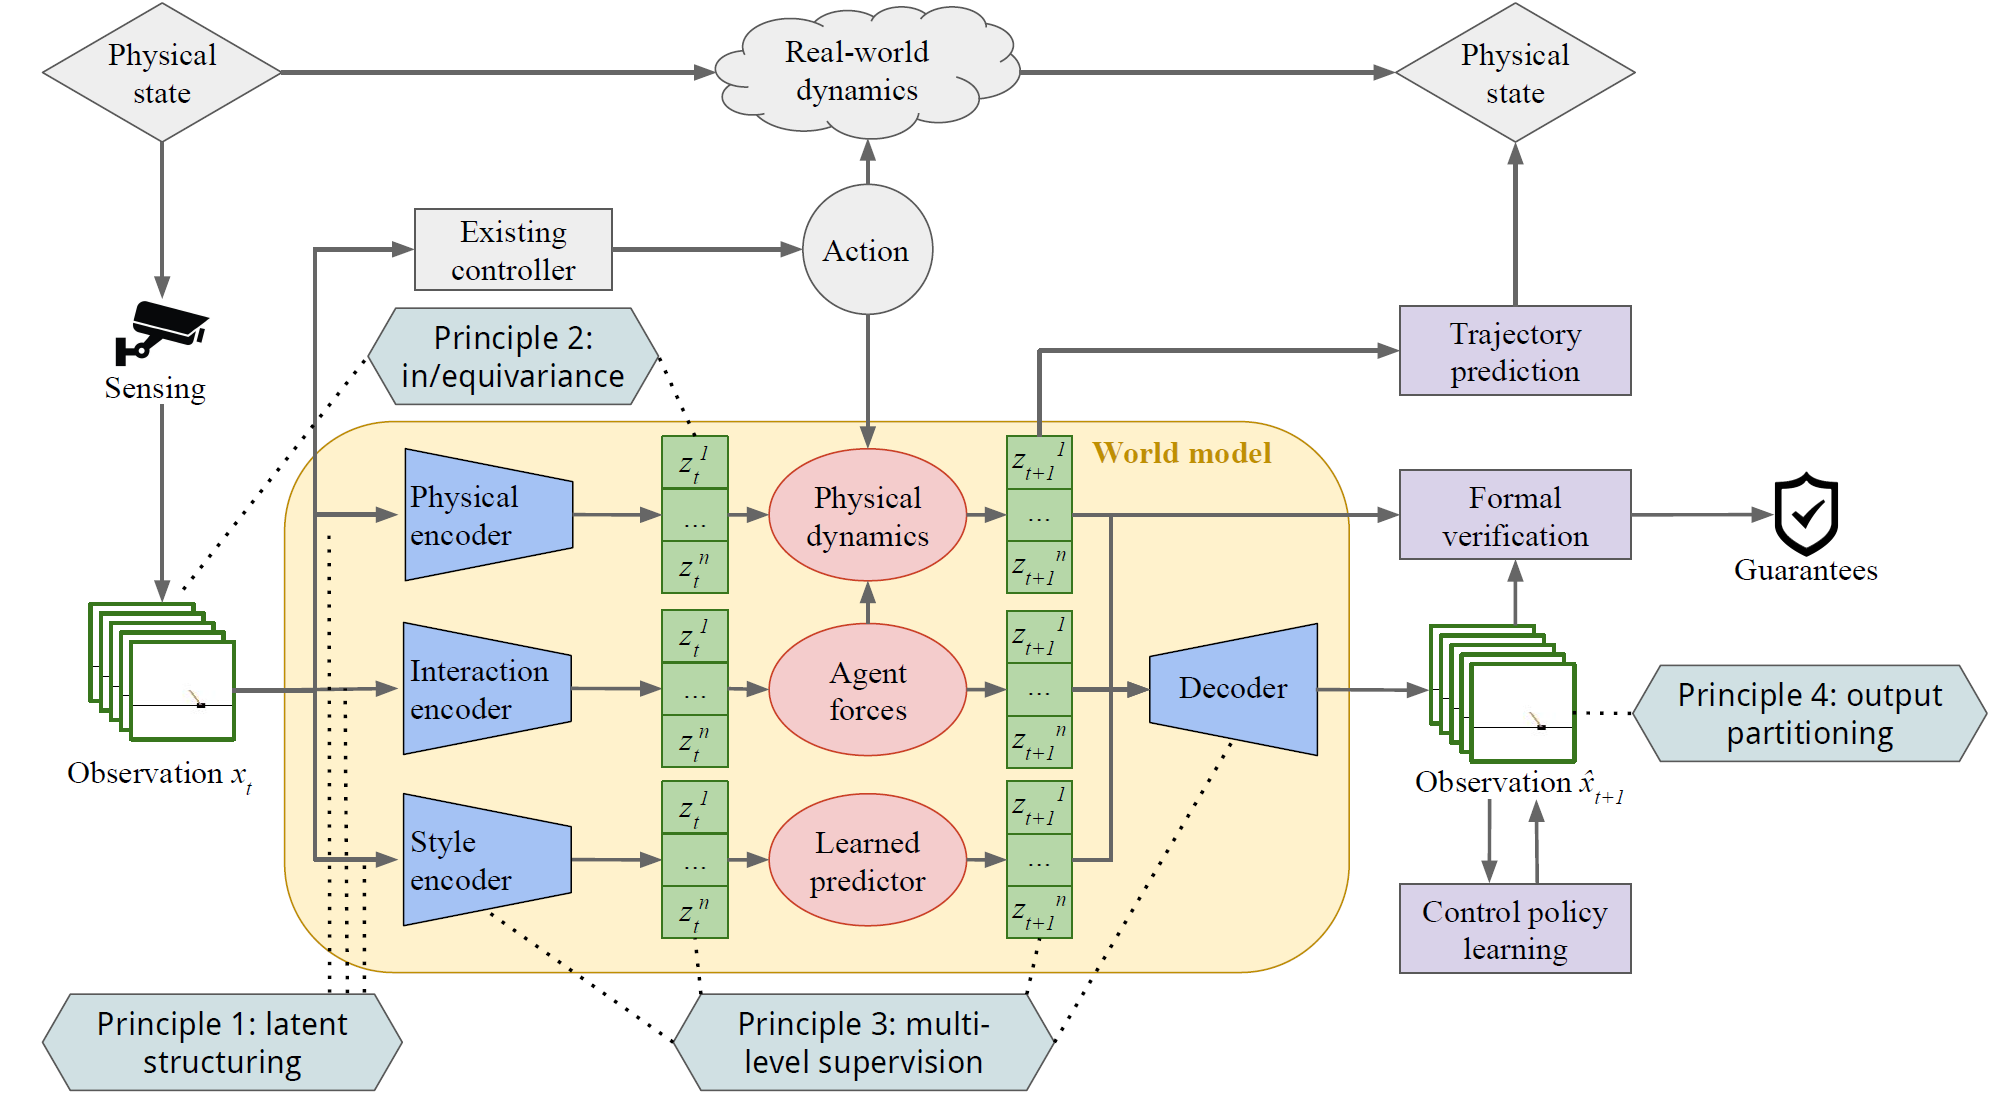 Physical
state
Real-world
dynamics
Physical
state
Existing
controller
Action
Sensing
Principle 2:
in/equivariance
Trajectory
prediction
World model
Physical
encoder
z_t^1
...
z_t^n
Physical
dynamics
z_{t+1}^1
...
z_{t+1}^n
Formal
verification
Guarantees
Interaction
encoder
z_t^1
...
z_t^n
Agent
forces
z_{t+1}^1
...
z_{t+1}^n
Decoder
Principle 4: output
partitioning
Observation x_t
Observation x̂_{t+1}
Style
encoder
z_t^1
...
z_t^n
Learned
predictor
z_{t+1}^1
...
z_{t+1}^n
Control policy
learning
Principle 1: latent
structuring
Principle 3: multi-
level supervision